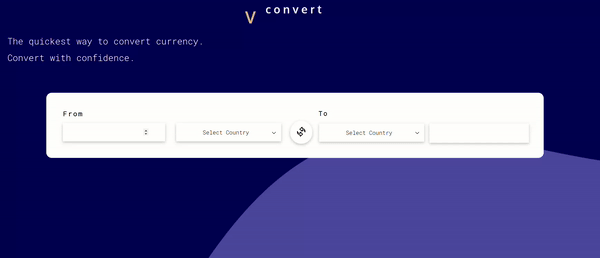 V convert
The quickest way to convert currency.
Convert with confidence.
From
To
Select Country
Select Country